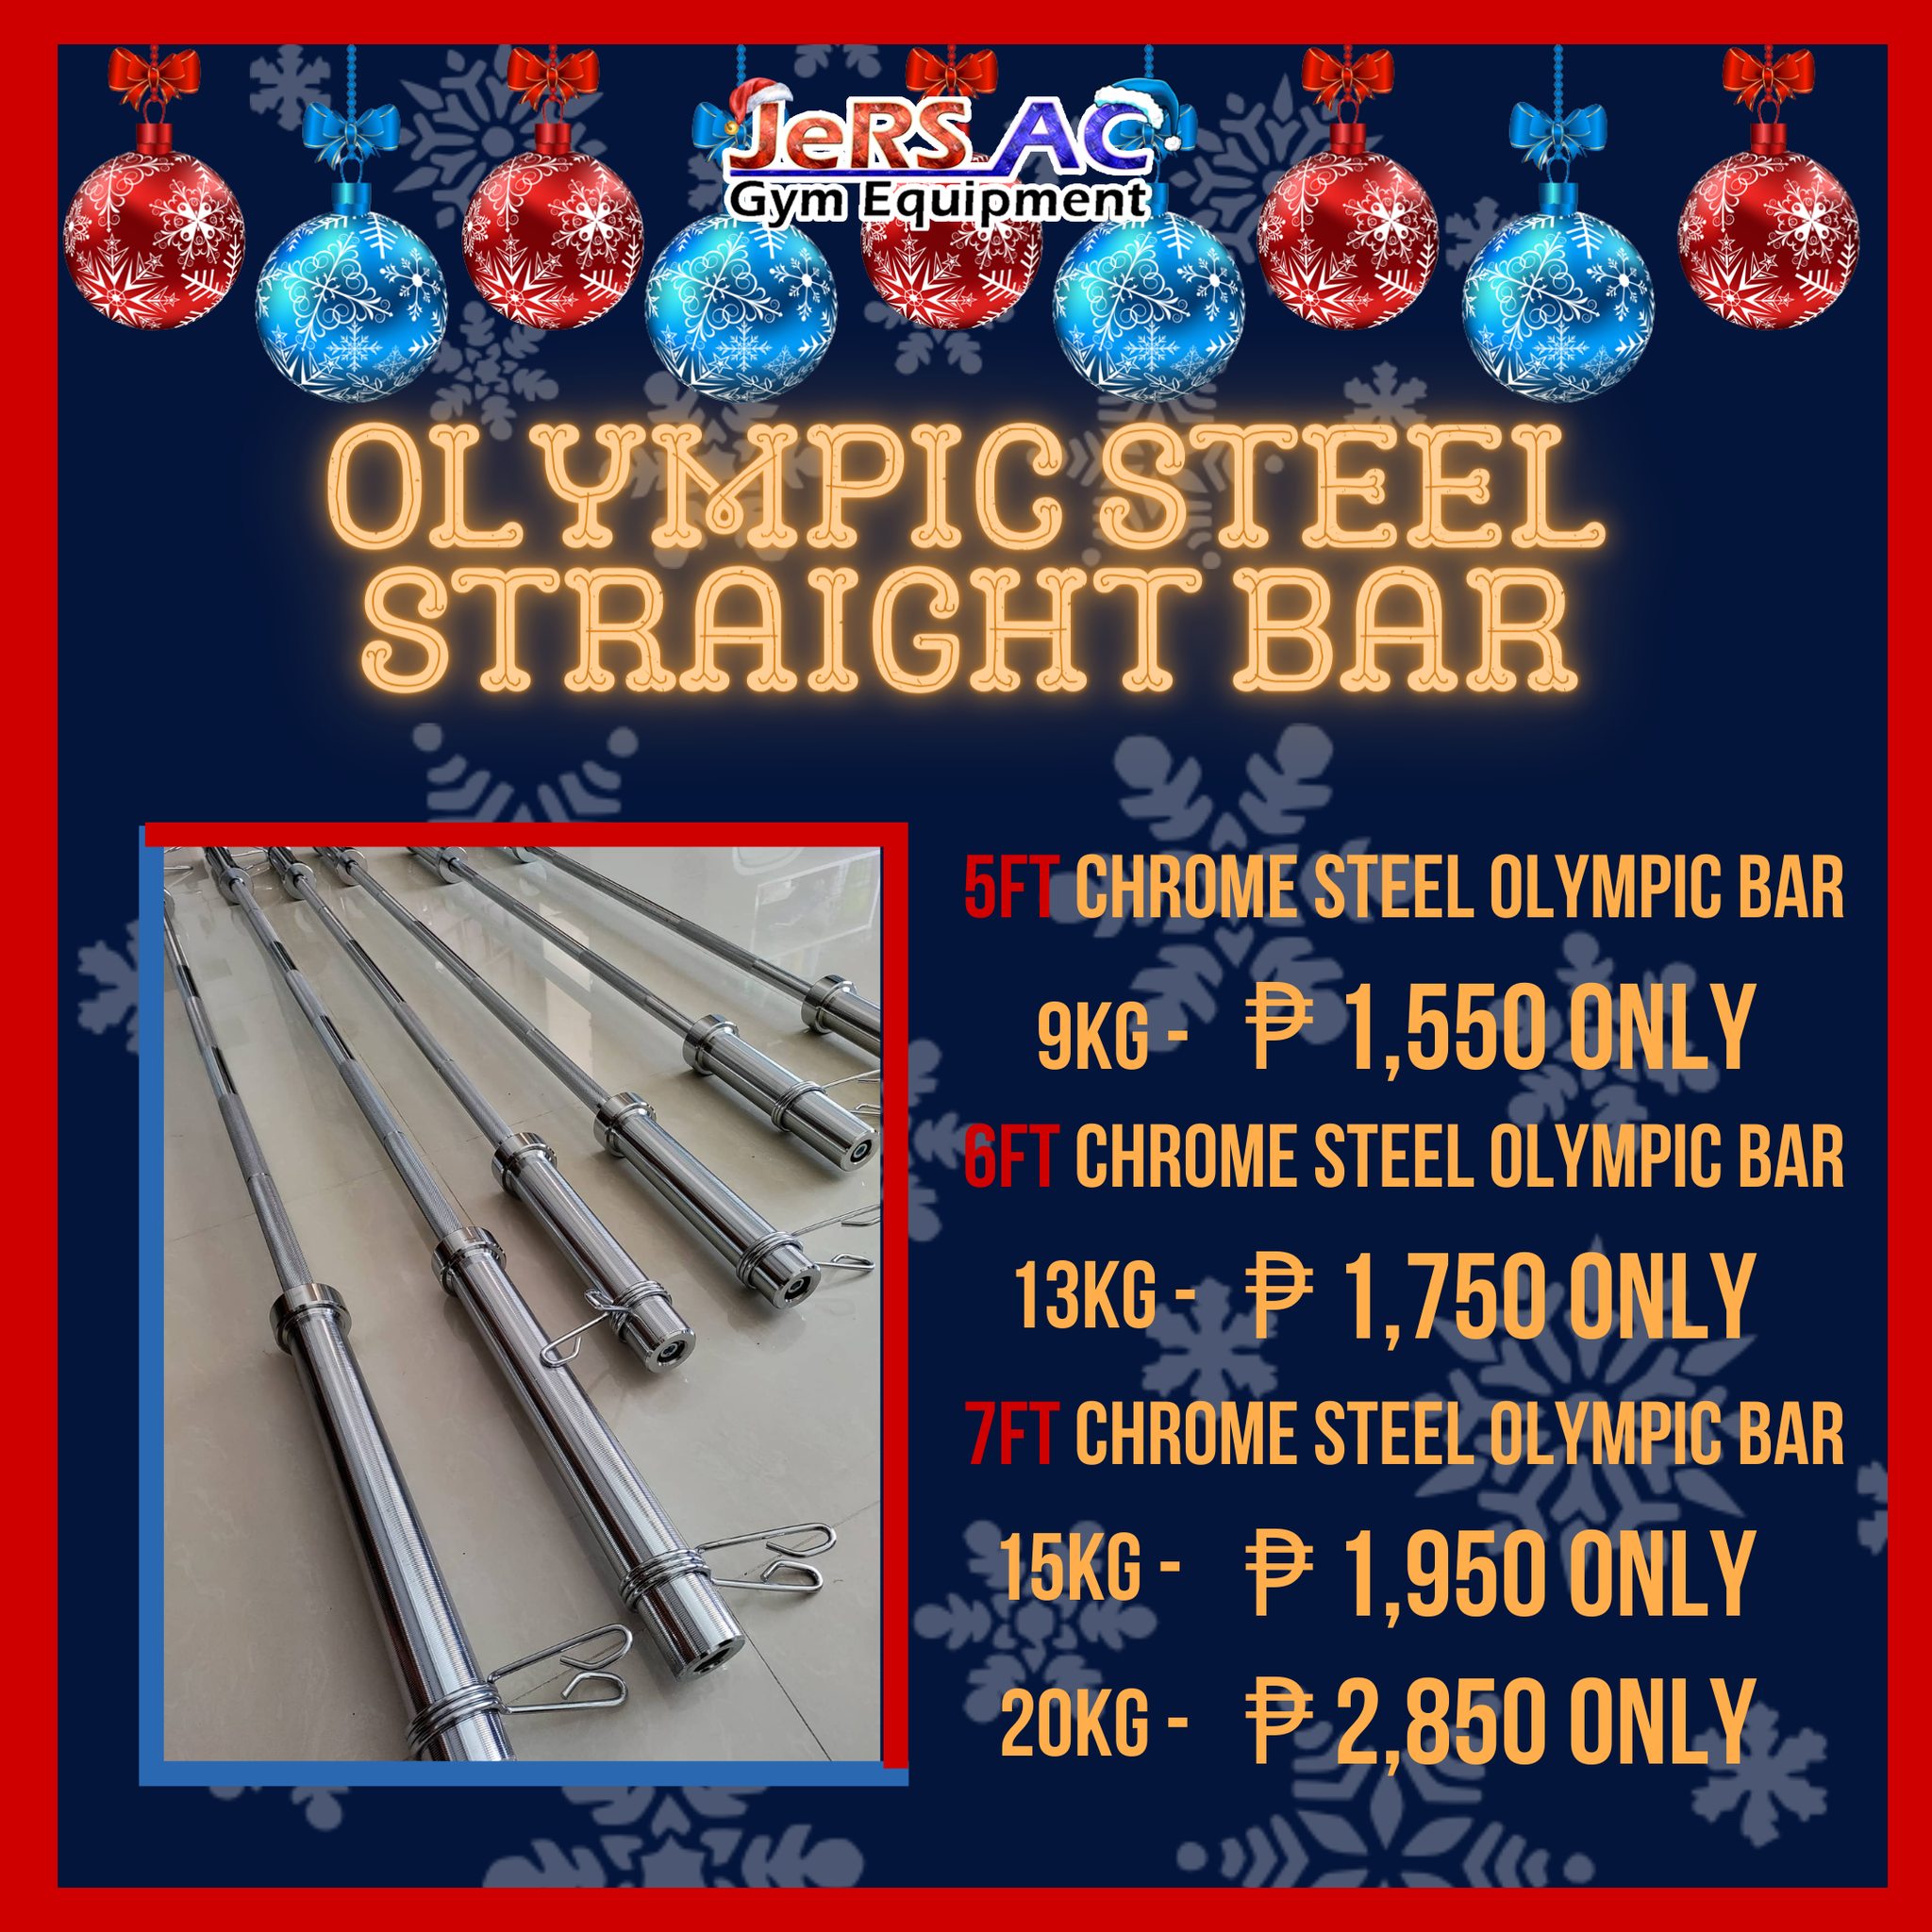 JeRS AC
Gym Equipment
OLYMPIC STEEL
STRAIGHT BAR
5FT CHROME STEEL OLYMPIC BAR
9KG - ₱ 1,550 ONLY
6FT CHROME STEEL OLYMPIC BAR
13KG - ₱ 1,750 ONLY
7FT CHROME STEEL OLYMPIC BAR
15KG - ₱ 1,950 ONLY
20KG - ₱ 2,850 ONLY